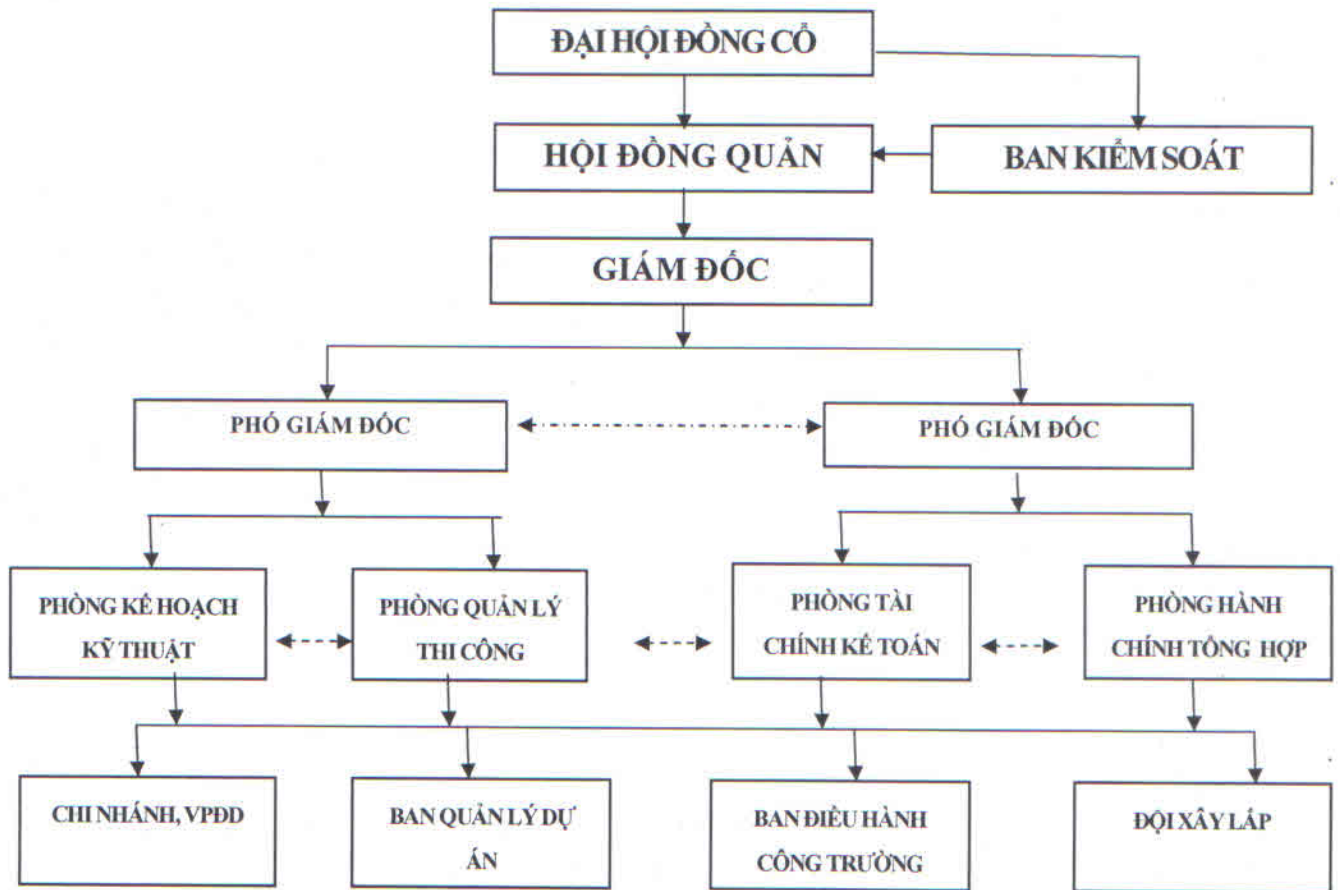 ĐẠI HỘI ĐỒNG CỔ
HỘI ĐỒNG QUẢN
BAN KIỂM SOÁT
GIÁM ĐỐC
PHÓ GIÁM ĐỐC
PHÓ GIÁM ĐỐC
PHÒNG KẾ HOẠCH
KỸ THUẬT
PHÒNG QUẢN LÝ
THI CÔNG
PHÒNG TÀI
CHÍNH KẾ TOÁN
PHÒNG HÀNH
CHÍNH TỔNG HỢP
CHI NHÁNH, VPĐD
BAN QUẢN LÝ DỰ
ÁN
BAN ĐIỀU HÀNH
CÔNG TRƯỜNG
ĐỘI XÂY LẮP